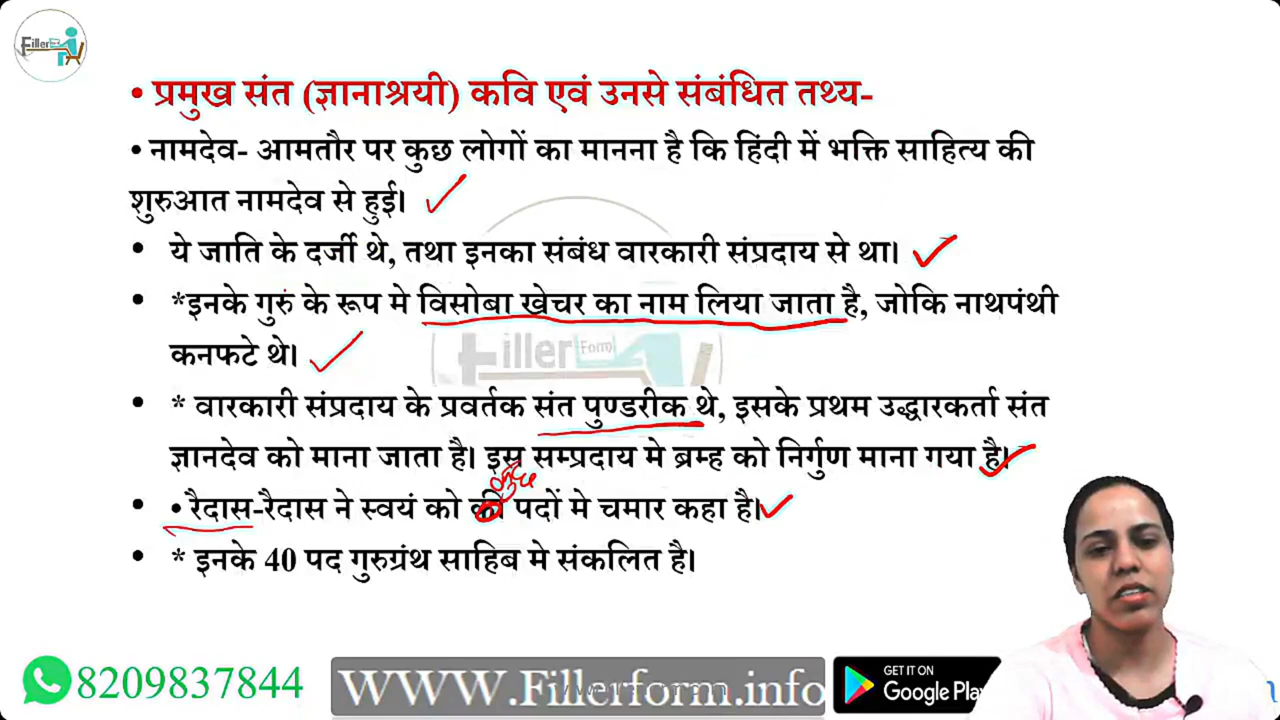 Filler
• प्रमुख संत (ज्ञानाश्रयी) कवि एवं उनसे संबंधित तथ्य-
• नामदेव- आमतौर पर कुछ लोगों का मानना है कि हिंदी में भक्ति साहित्य की
शुरुआत नामदेव से हुई।
• ये जाति के दर्जी थे, तथा इनका संबंध वारकारी संप्रदाय से था।
• *इनके गुरु के रूप मे विसोबा खेचर का नाम लिया जाता है, जोकि नाथपंथी
कनफटे थे।
Filler Form
• * वारकारी संप्रदाय के प्रवर्तक संत पुण्डरीक थे, इसके प्रथम उद्धारकर्ता संत
ज्ञानदेव को माना जाता है। इस सम्प्रदाय मे ब्रम्ह को निर्गुण माना गया है।
कुछ
• • रैदास-रैदास ने स्वयं को की पदों मे चमार कहा है।
• * इनके 40 पद गुरुग्रंथ साहिब मे संकलित है।
8209837844
WWW.Fillerform.info
GET IT ON
Google Play